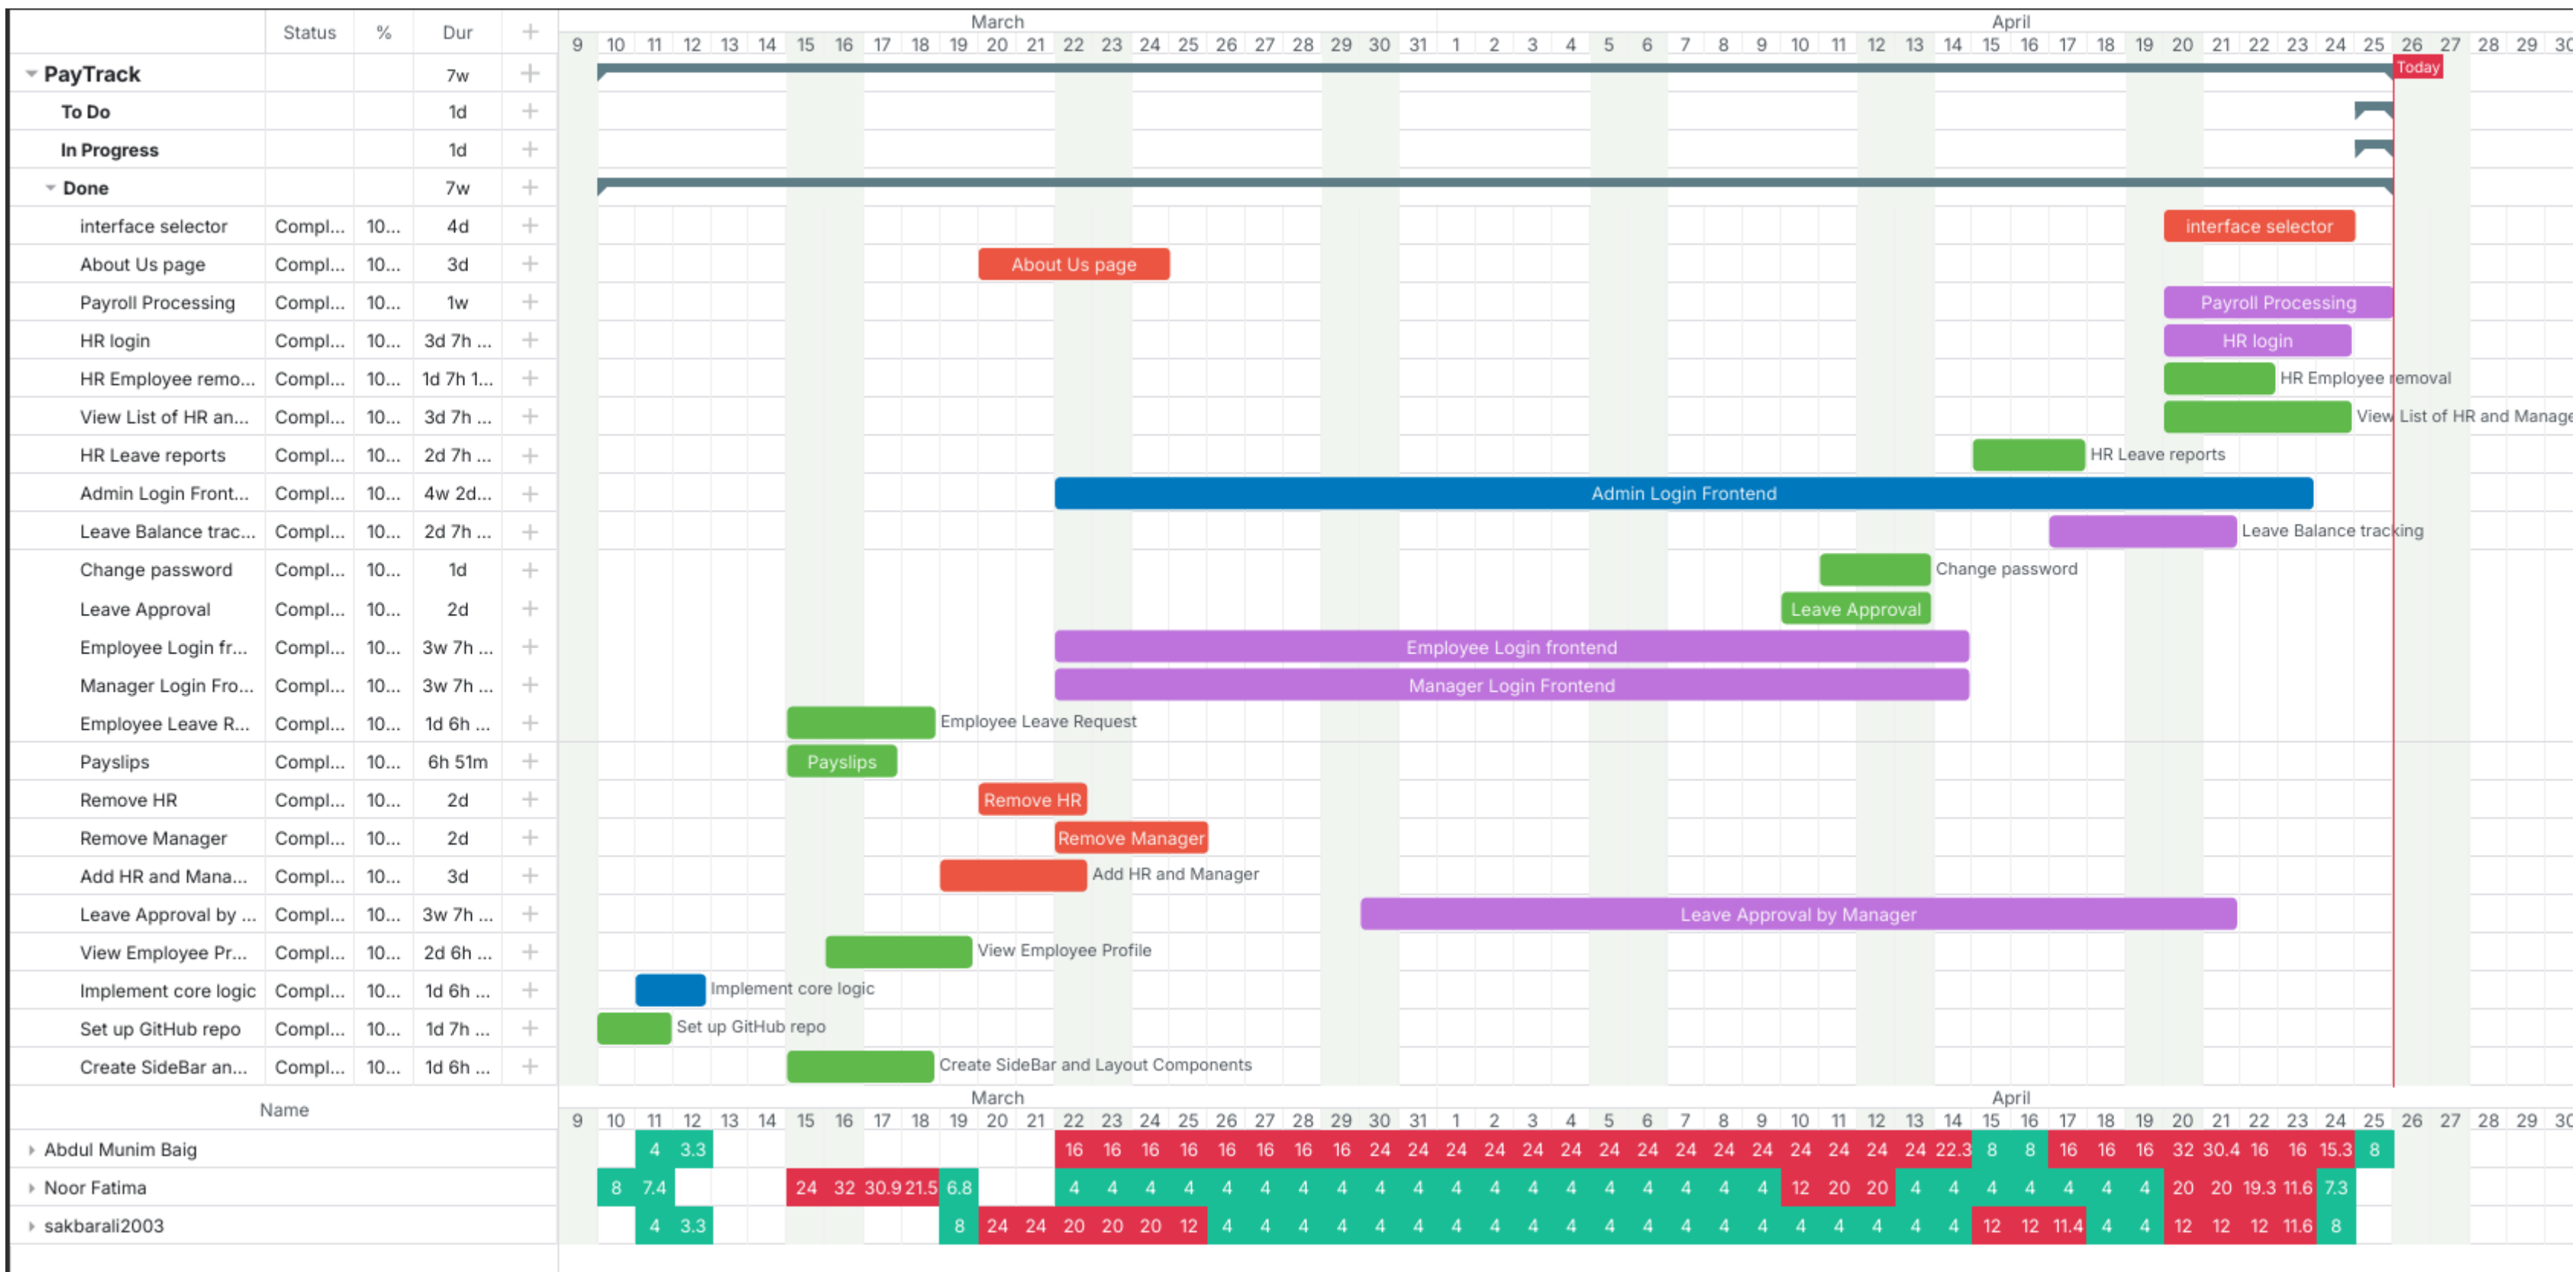 March April
Status % Dur 9 10 11 12 13 14 15 16 17 18 19 20 21 22 23 24 25 26 27 28 29 30 31 1 2 3 4 5 6 7 8 9 10 11 12 13 14 15 16 17 18 19 20 21 22 23 24 25 26 27 28 29 30
PayTrack 7w Today
To Do 1d
In Progress 1d
Done 7w
interface selector Compl... 10... 4d interface selector
About Us page Compl... 10... 3d About Us page
Payroll Processing Compl... 10... 1w Payroll Processing
HR login Compl... 10... 3d 7h ... HR login
HR Employee remo... Compl... 10... 1d 7h 1... HR Employee removal
View List of HR an... Compl... 10... 3d 7h ... View List of HR and Manage
HR Leave reports Compl... 10... 2d 7h ... HR Leave reports
Admin Login Front... Compl... 10... 4w 2d... Admin Login Frontend
Leave Balance trac... Compl... 10... 2d 7h ... Leave Balance tracking
Change password Compl... 10... 1d Change password
Leave Approval Compl... 10... 2d Leave Approval
Employee Login fr... Compl... 10... 3w 7h ... Employee Login frontend
Manager Login Fro... Compl... 10... 3w 7h ... Manager Login Frontend
Employee Leave R... Compl... 10... 1d 6h ... Employee Leave Request
Payslips Compl... 10... 6h 51m Payslips
Remove HR Compl... 10... 2d Remove HR
Remove Manager Compl... 10... 2d Remove Manager
Add HR and Mana... Compl... 10... 3d Add HR and Manager
Leave Approval by ... Compl... 10... 3w 7h ... Leave Approval by Manager
View Employee Pr... Compl... 10... 2d 6h ... View Employee Profile
Implement core logic Compl... 10... 1d 6h ... Implement core logic
Set up GitHub repo Compl... 10... 1d 7h ... Set up GitHub repo
Create SideBar an... Compl... 10... 1d 6h ... Create SideBar and Layout Components
March April
Name 9 10 11 12 13 14 15 16 17 18 19 20 21 22 23 24 25 26 27 28 29 30 31 1 2 3 4 5 6 7 8 9 10 11 12 13 14 15 16 17 18 19 20 21 22 23 24 25 26 27 28 29 30
Abdul Munim Baig 4 3.3 16 16 16 16 16 16 16 16 24 24 24 24 24 24 24 24 24 24 24 24 24 24 24 22.3 8 8 16 16 16 32 30.4 16 16 15.3 8
Noor Fatima 8 7.4 24 32 30.9 21.5 6.8 4 4 4 4 4 4 4 4 4 4 4 4 4 4 4 4 4 4 4 12 20 20 4 4 4 4 4 4 4 20 20 19.3 11.6 7.3
sakbarali2003 4 3.3 8 24 24 20 20 20 12 4 4 4 4 4 4 4 4 4 4 4 4 4 4 4 4 4 4 4 4 12 12 11.4 4 4 12 12 12 11.6 8